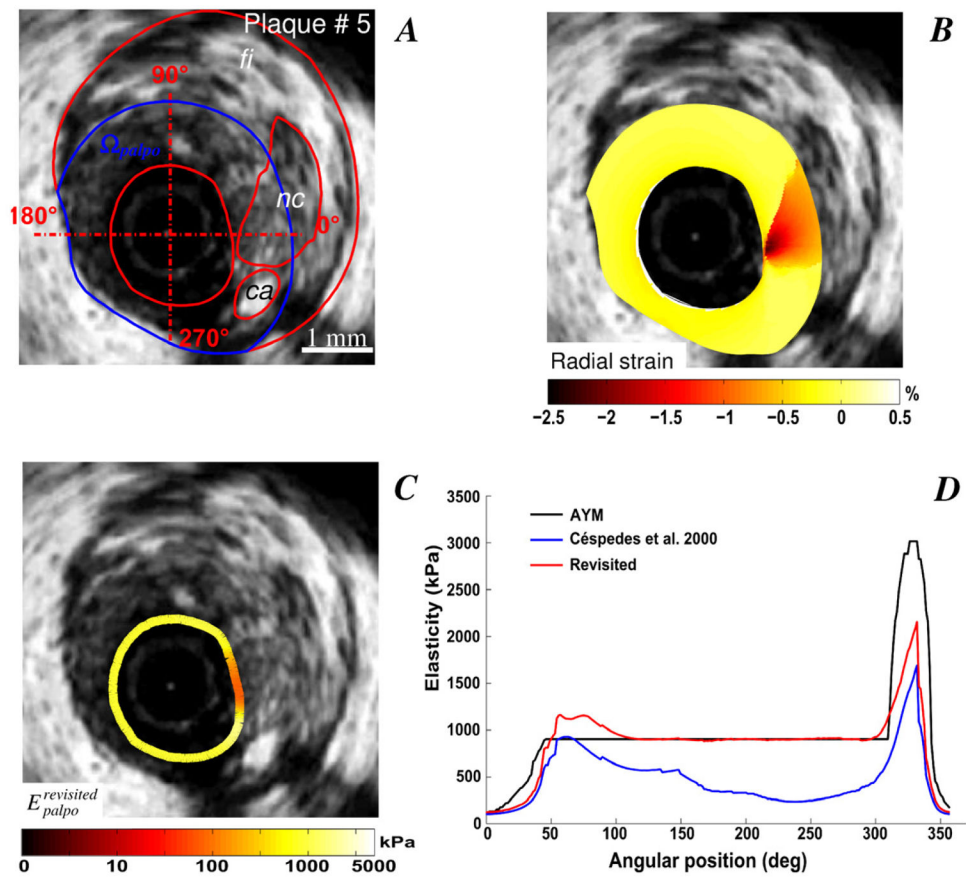 Plaque # 5
A
fi
90°
Ωpalpo
nc
180°
0°
ca
270°
1 mm
B
Radial strain
%
−2.5 −2 −1.5 −1 −0.5 0 0.5
C
E palpo revisited
kPa
0 10 100 1000 5000
D
3500
3000
2500
2000
1500
1000
500
0
Elasticity (kPa)
AYM
Céspedes et al. 2000
Revisited
0 50 100 150 200 250 300 350
Angular position (deg)